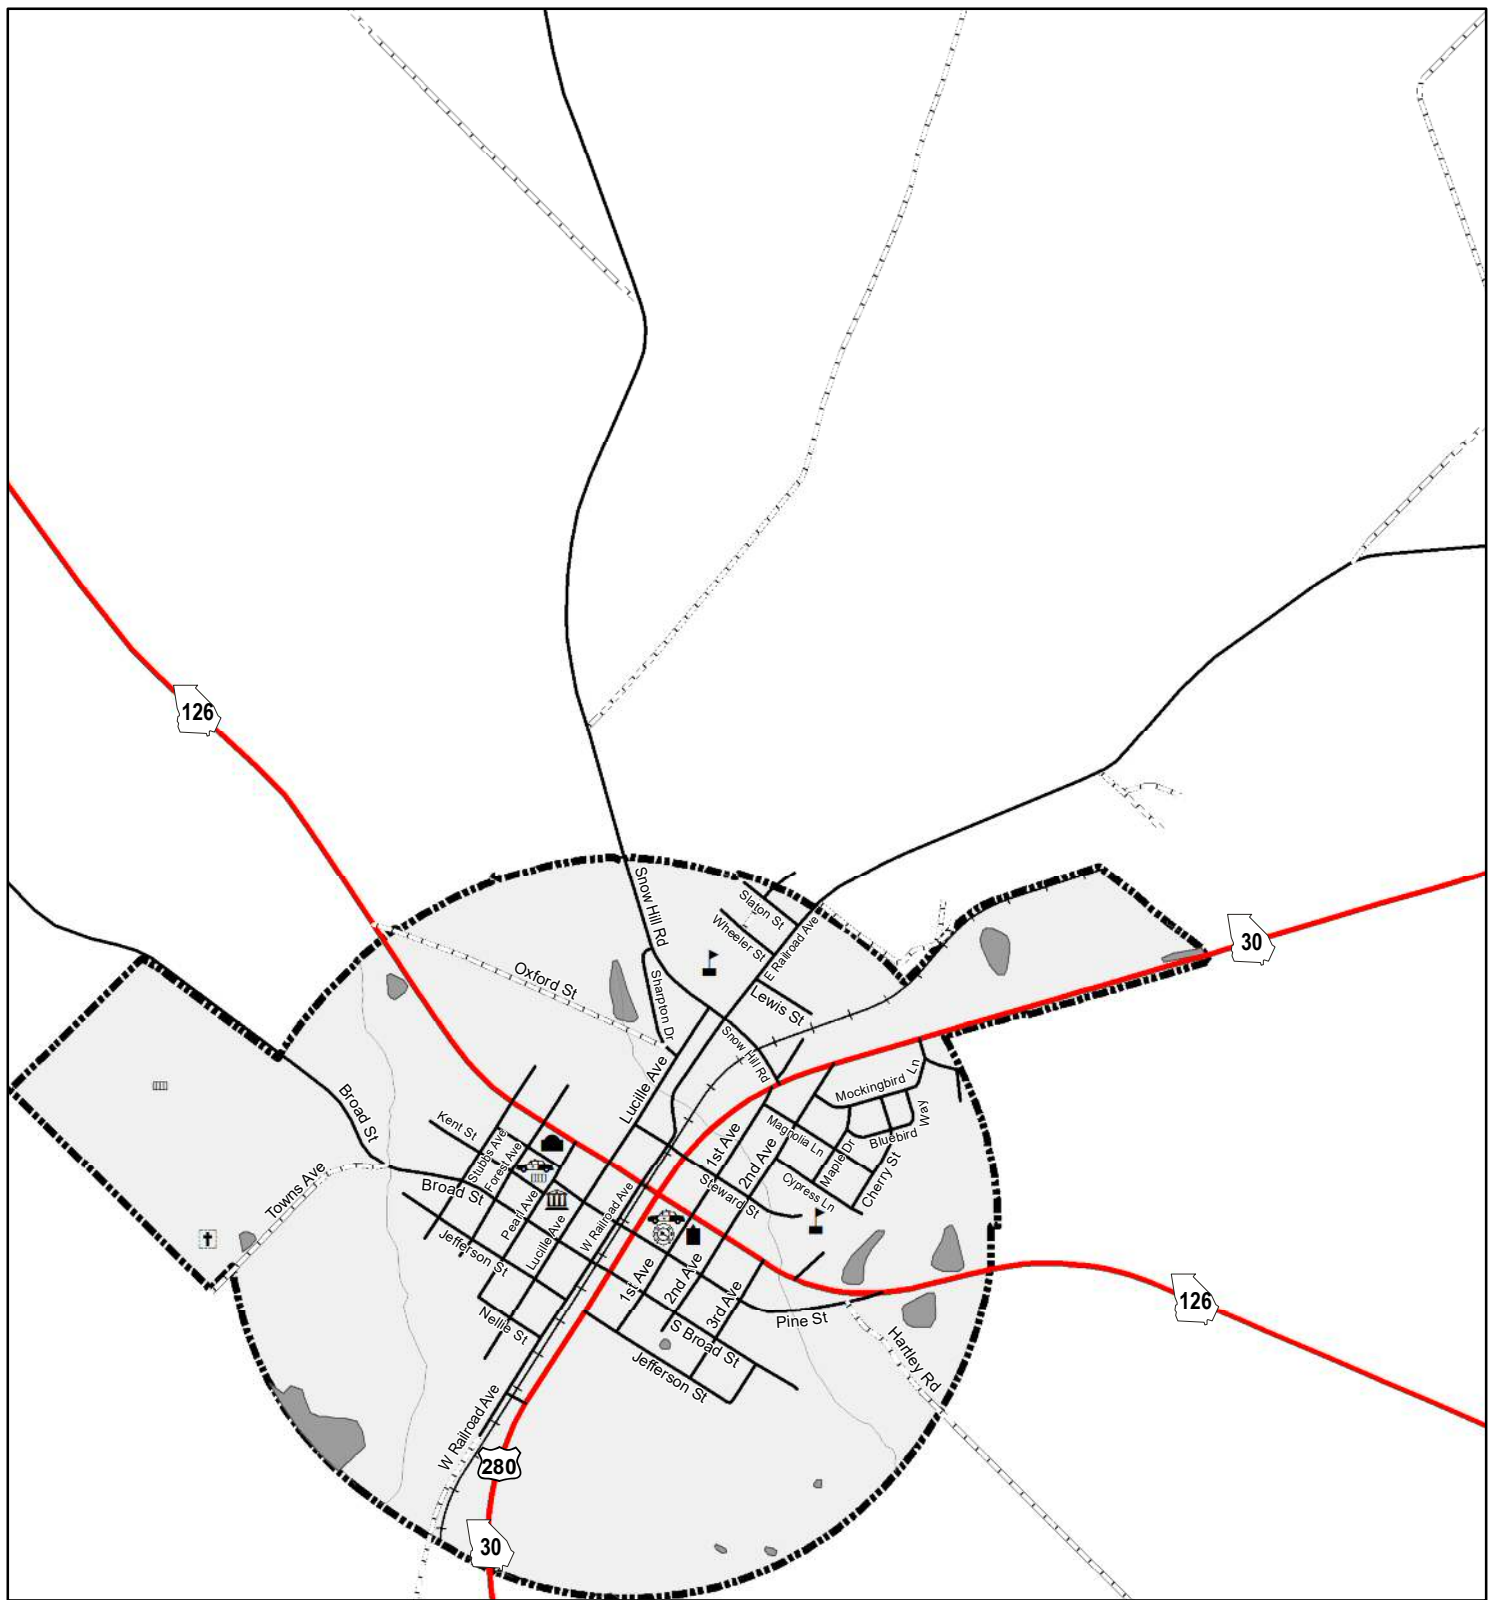 126
30
Snow Hill Rd
Slaton St
Wheeler St
E Railroad Ave
Oxford St
Sharpton Dr
Lewis St
Snow Hill Rd
Lucille Ave
Mockingbird Ln
Broad St
Kent St
Magnolia Ln
Bluebird Way
Stubbs Ave
Forest Ave
1st Ave
2nd Ave
Maple Dr
Cherry St
Cypress Ln
Towns Ave
Broad St
Steward St
Pearl Ave
W Railroad Ave
Lucille Ave
Jefferson St
1st Ave
2nd Ave
3rd Ave
126
Nellie St
Pine St
S Broad St
Hartley Rd
Jefferson St
W Railroad Ave
280
30